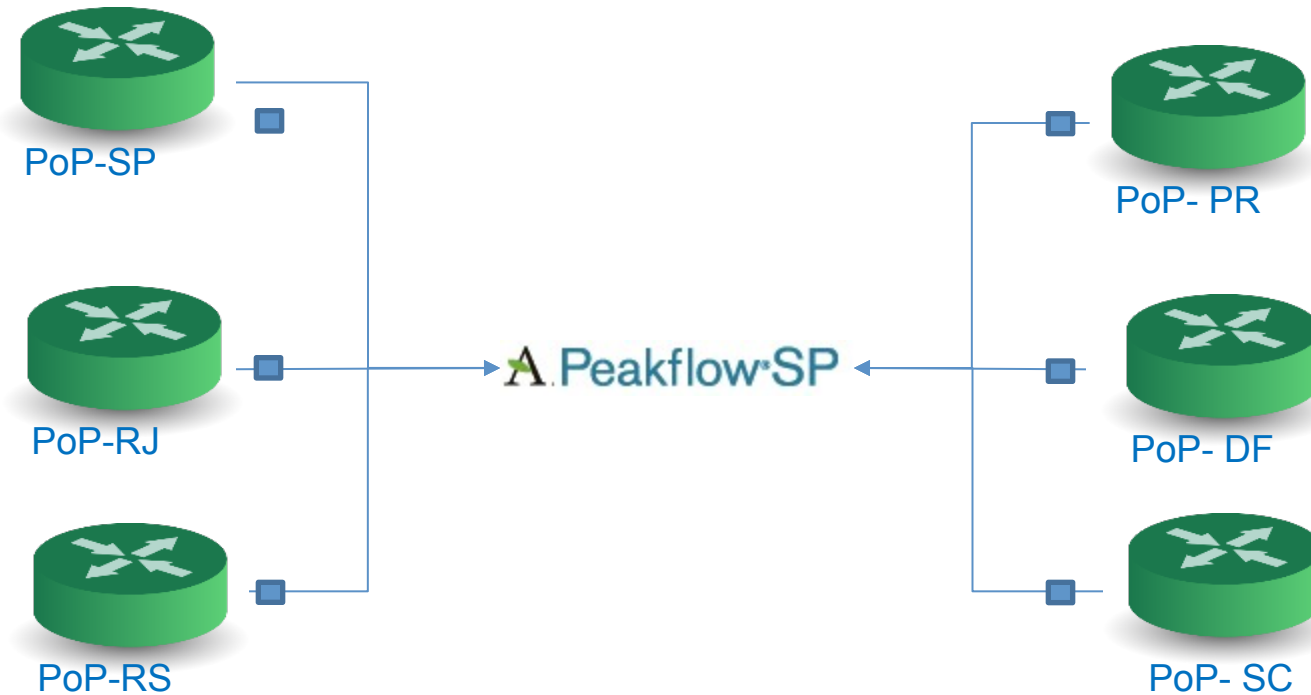 PoP-SP
PoP- PR
A.Peakflow®SP
PoP-RJ
PoP- DF
PoP-RS
PoP- SC